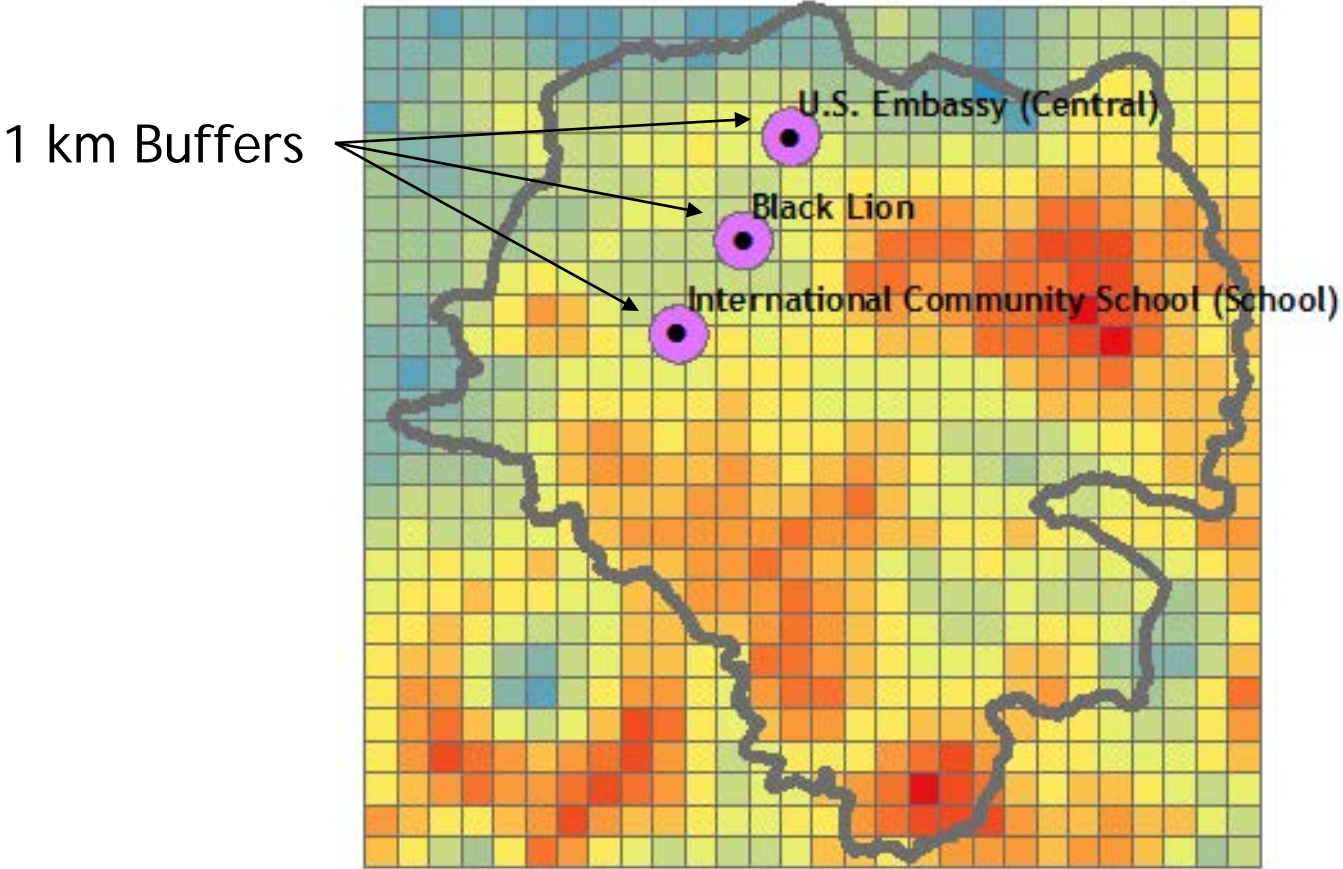 U.S. Embassy (Central)
1 km Buffers
Black Lion
International Community School (School)